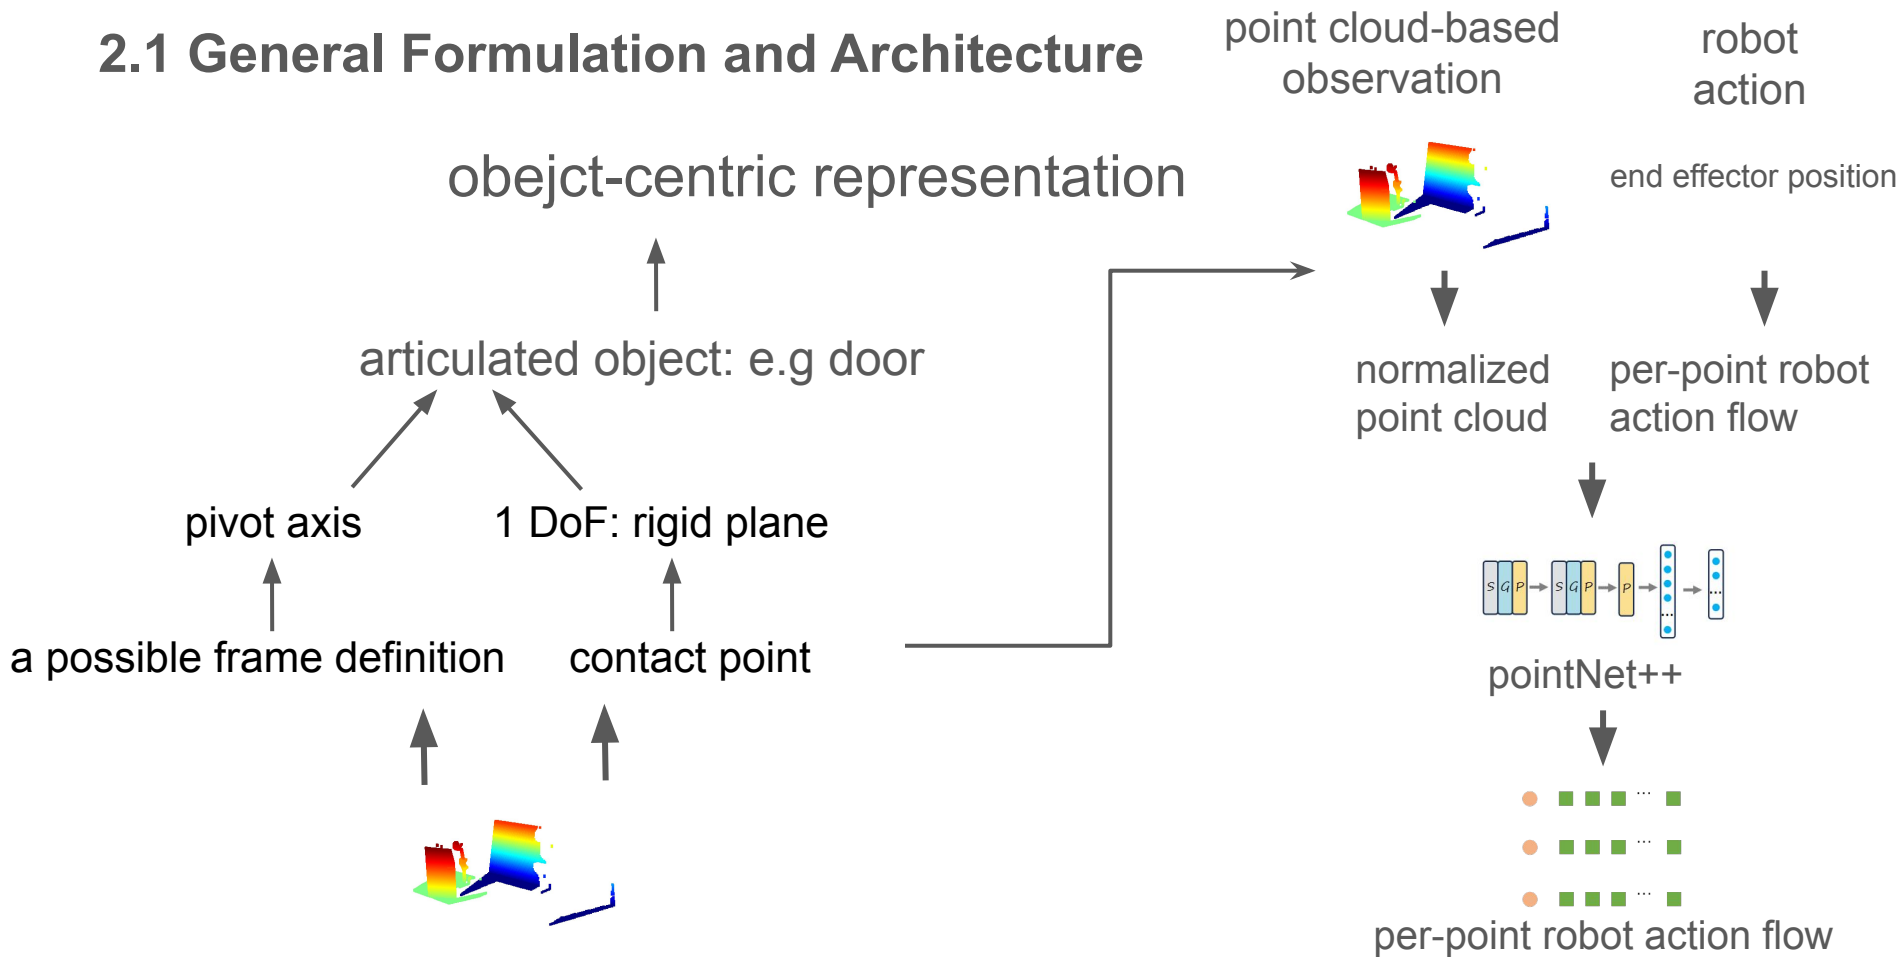 2.1 General Formulation and Architecture
point cloud-based
observation
robot
action
obejct-centric representation
end effector position
articulated object: e.g door
normalized
point cloud
per-point robot
action flow
pivot axis
1 DoF: rigid plane
S G P S G P P
a possible frame definition
contact point
pointNet++
...
...
...
per-point robot action flow